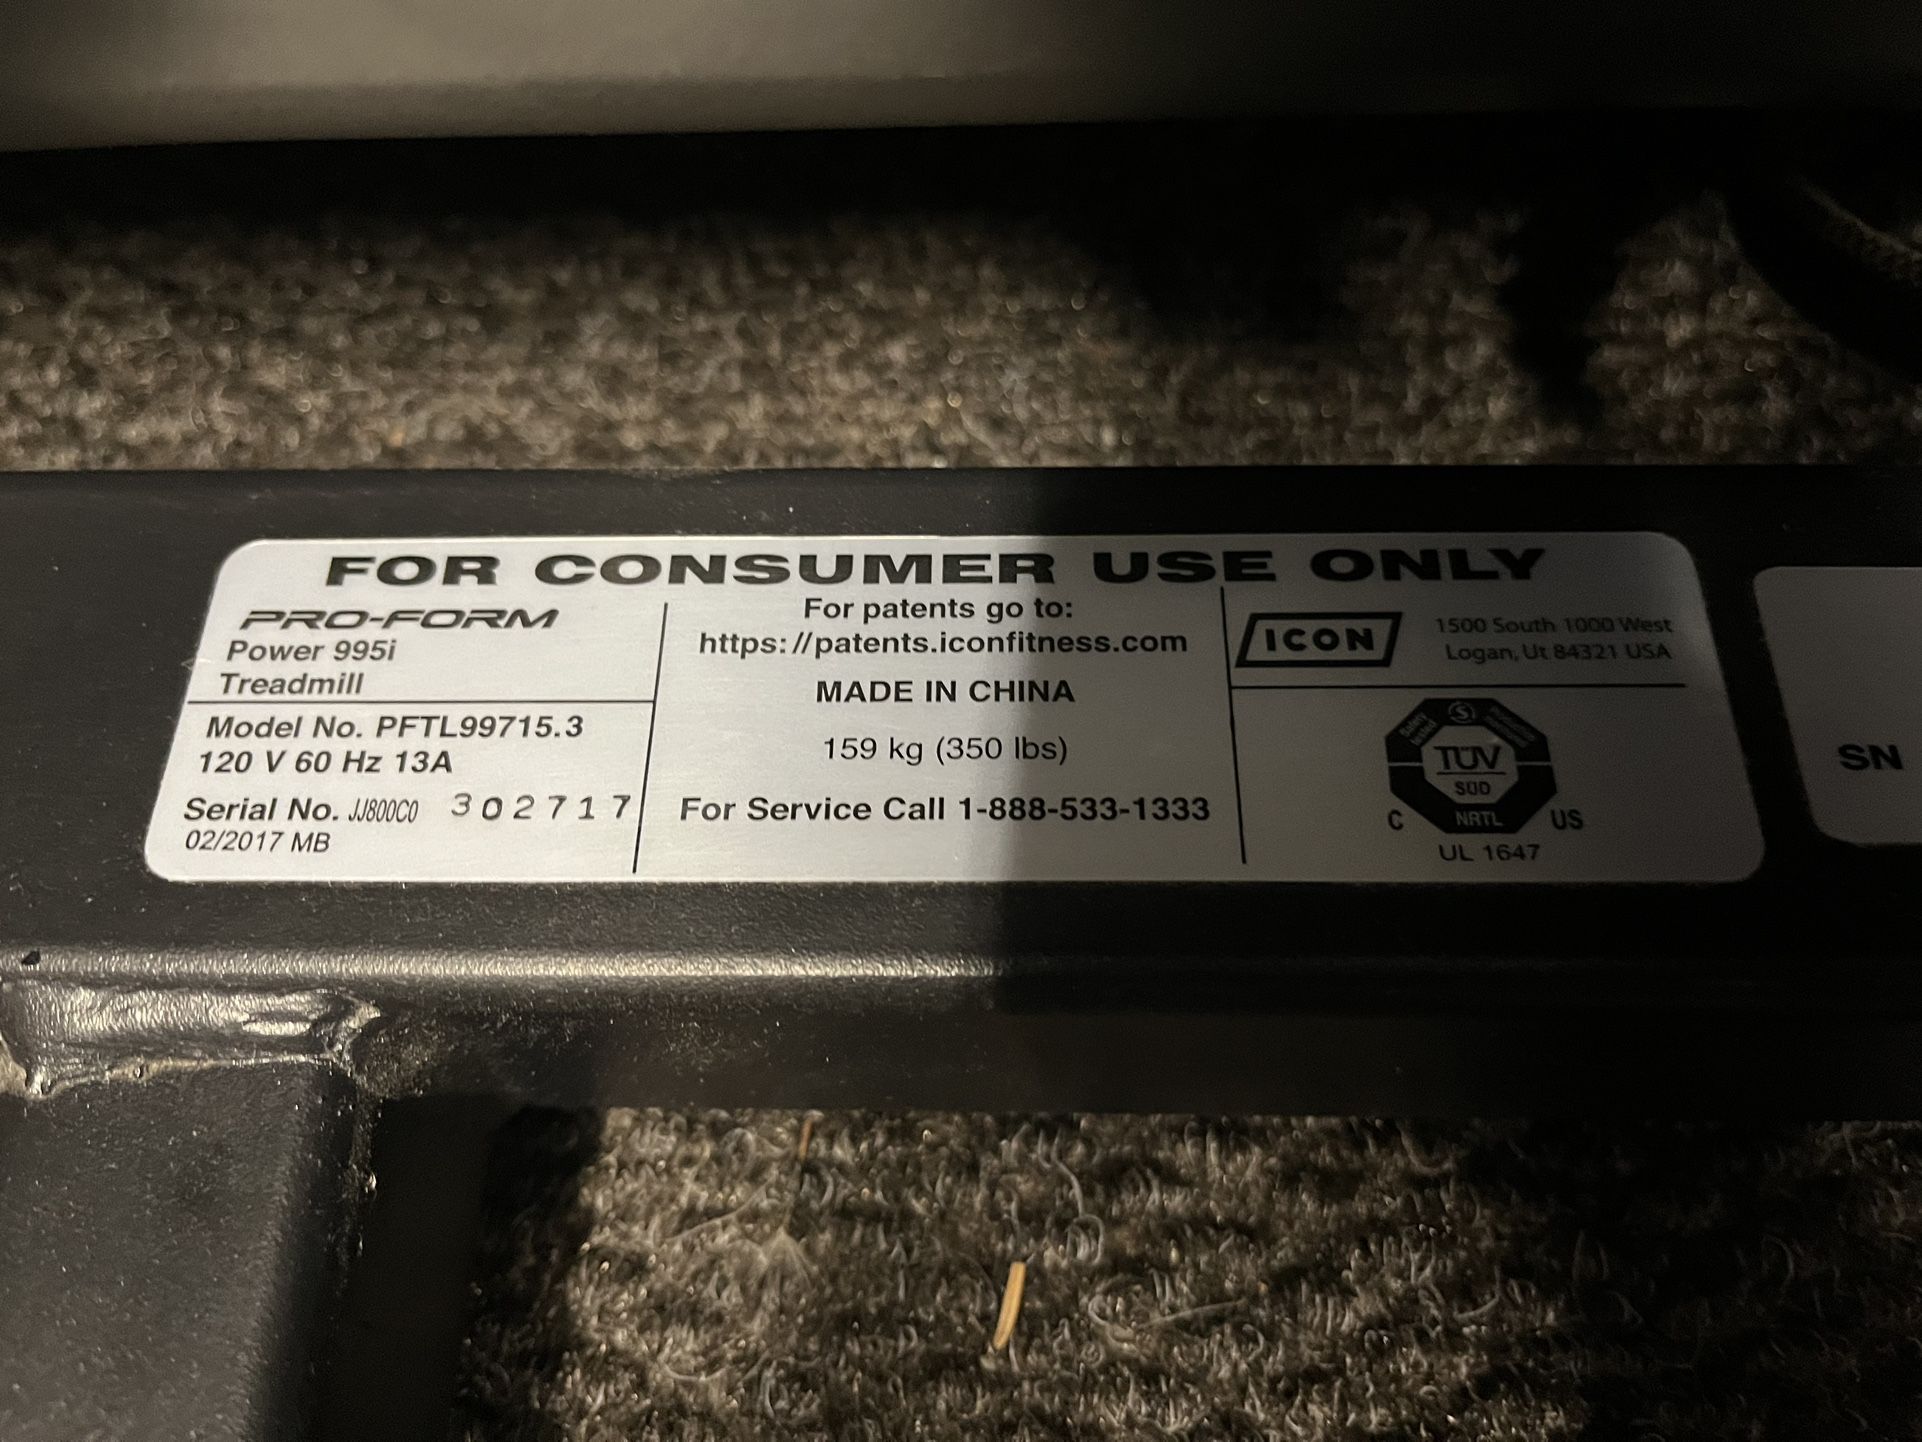 FOR CONSUMER USE ONLY
PRO-FORM
Power 995i
Treadmill
Model No. PFTL99715.3
120 V 60 Hz 13A
Serial No. JJ800C0 302717
02/2017 MB
For patents go to:
https://patents.iconfitness.com
MADE IN CHINA
159 kg (350 lbs)
For Service Call 1-888-533-1333
ICON
1500 South 1000 West
Logan, Ut 84321 USA
Safety tested
S
TÜV
SÜD
C NRTL US
UL 1647
SN